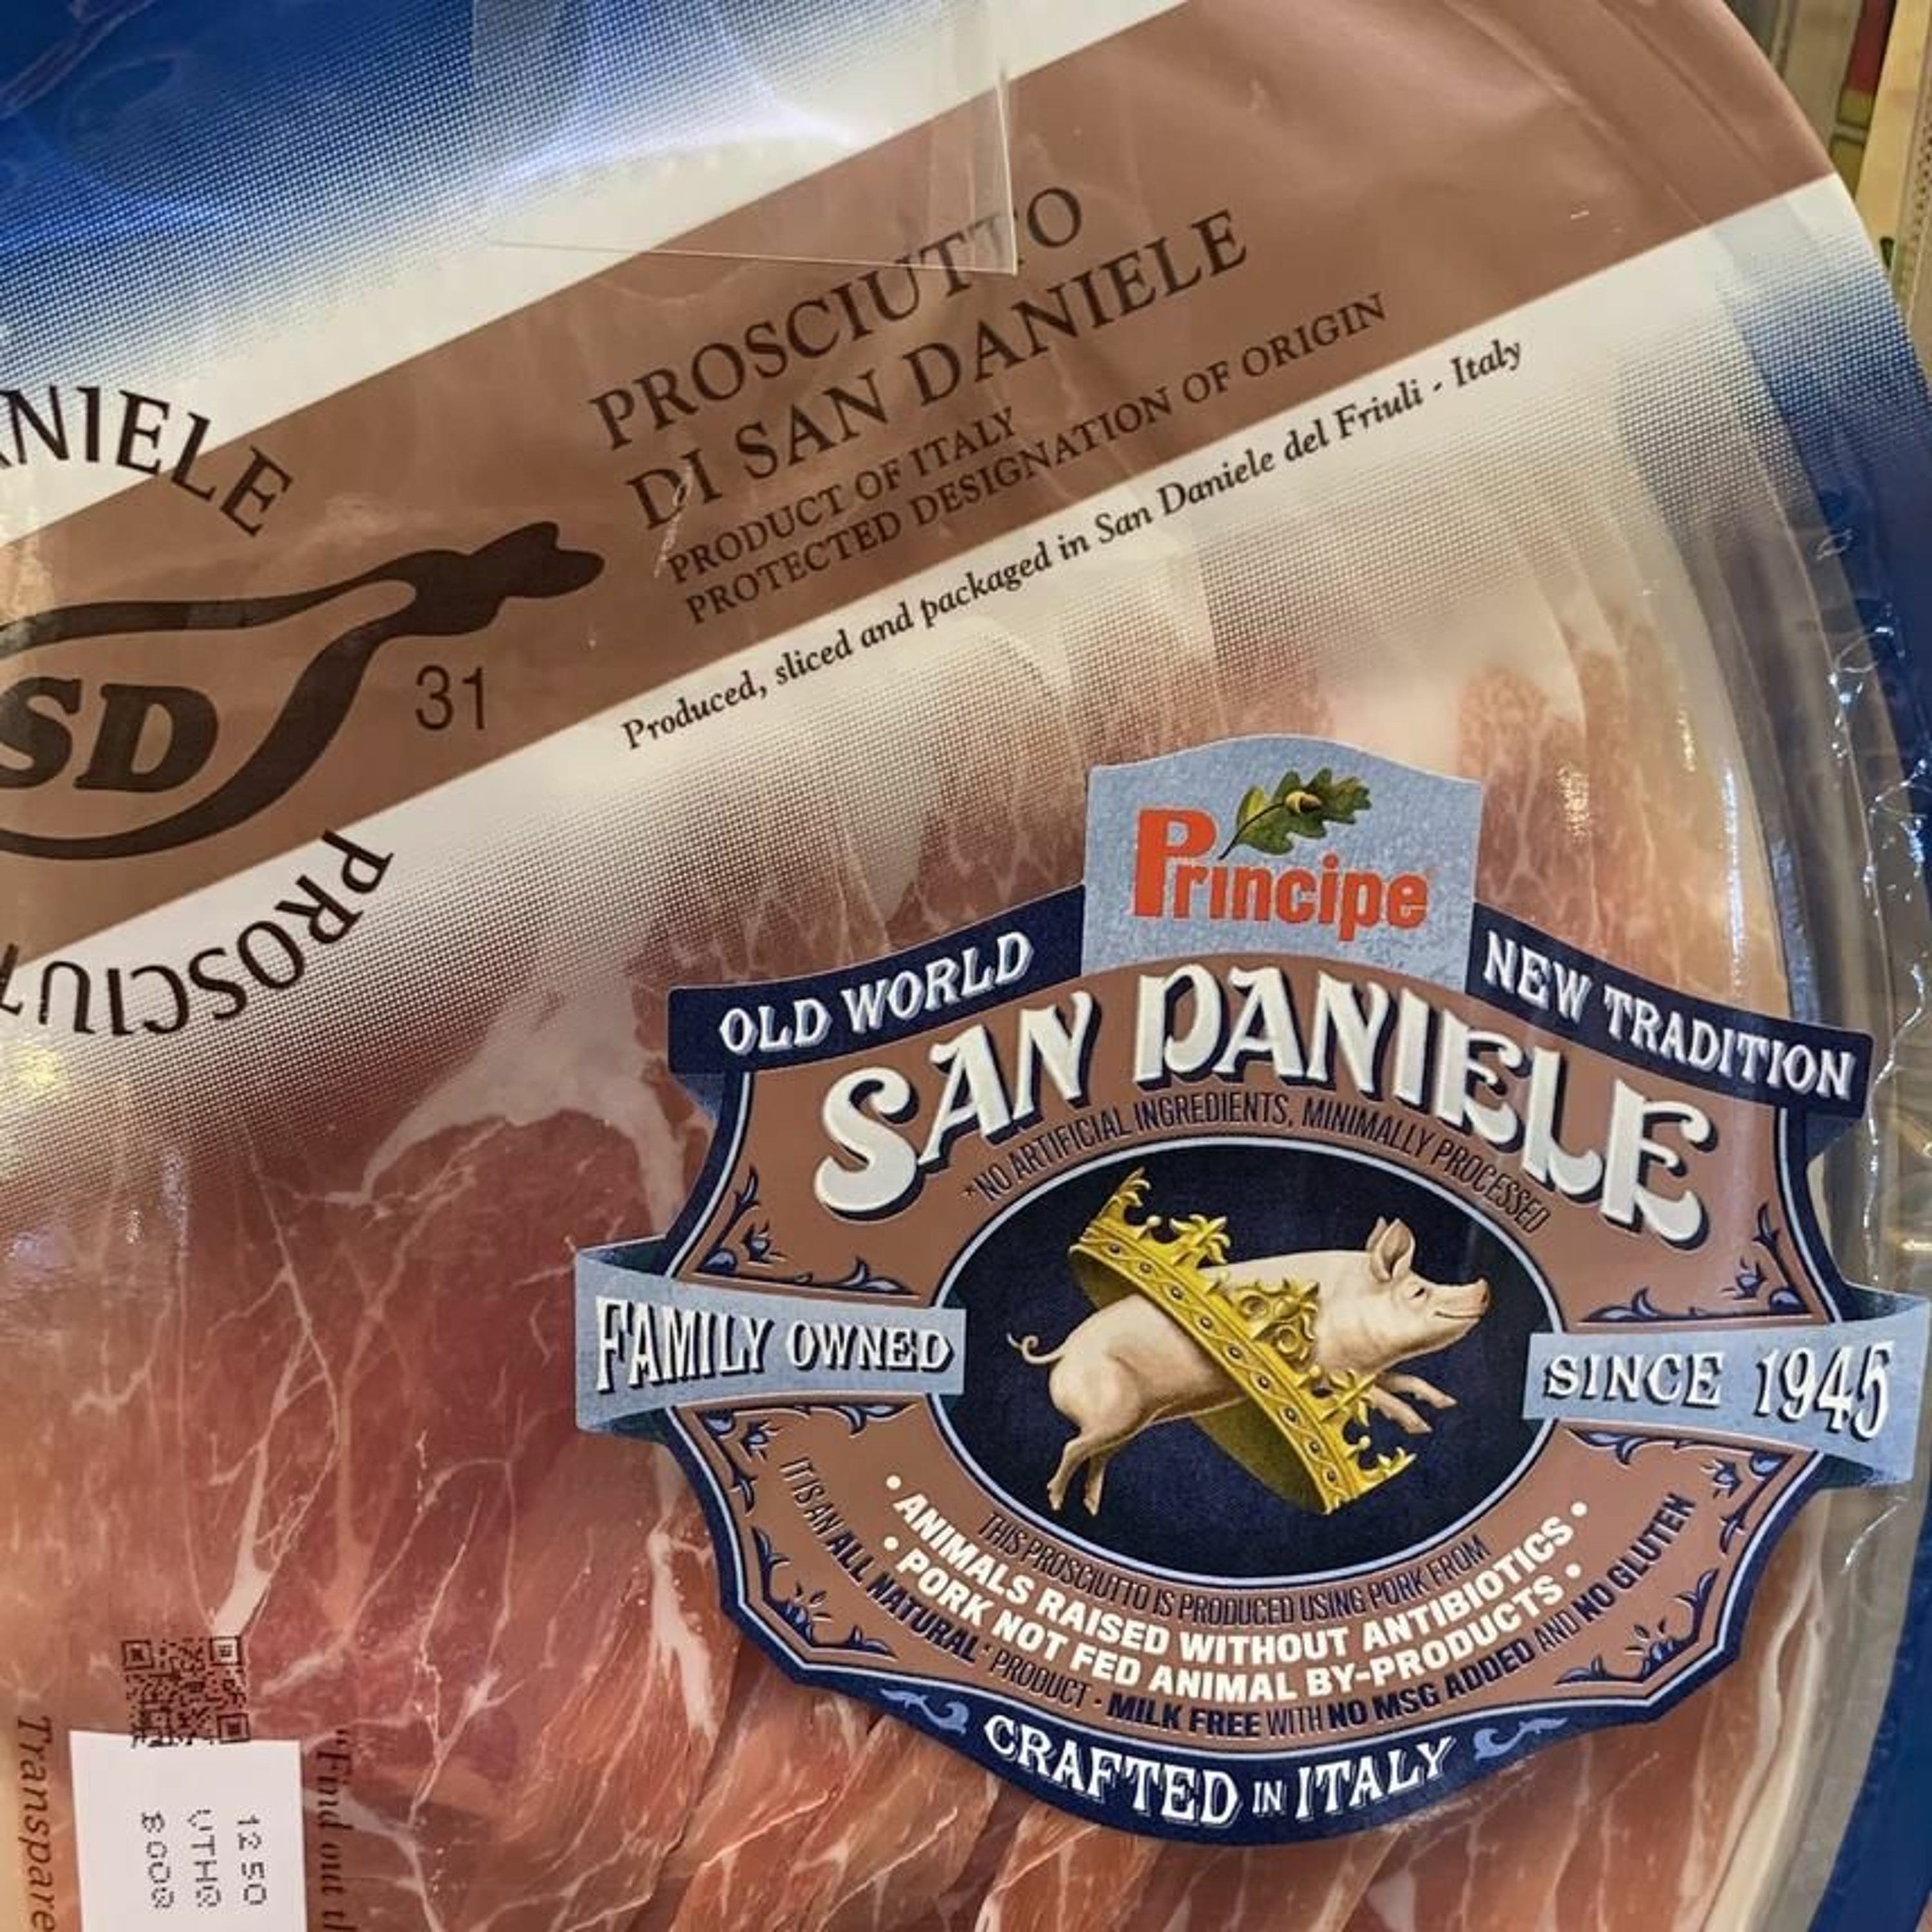 ANIELE
PROSCIUTTO
DI SAN DANIELE
PRODUCT OF ITALY
PROTECTED DESIGNATION OF ORIGIN
Produced, sliced and packaged in San Daniele del Friuli - Italy
SD
31
PROSCIUT
Principe
OLD WORLD
NEW TRADITION
SAN DANIELE
*NO ARTIFICIAL INGREDIENTS, MINIMALLY PROCESSED
FAMILY OWNED
SINCE 1945
THIS PROSCIUTTO IS PRODUCED USING PORK FROM
• ANIMALS RAISED WITHOUT ANTIBIOTICS •
• PORK NOT FED ANIMAL BY-PRODUCTS •
IT IS AN ALL NATURAL* PRODUCT - MILK FREE WITH NO MSG ADDED AND NO GLUTEN
CRAFTED IN ITALY
"Find out
Transpare
1250